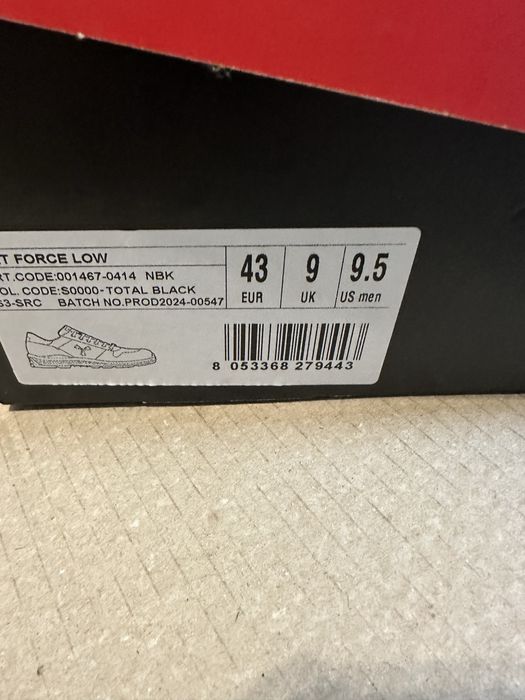 T FORCE LOW
RT.CODE:001467-0414 NBK
OL. CODE:S0000-TOTAL BLACK
S3-SRC BATCH NO.PROD2024-00547
43
EUR
9
UK
9.5
US men
8 053368 279443